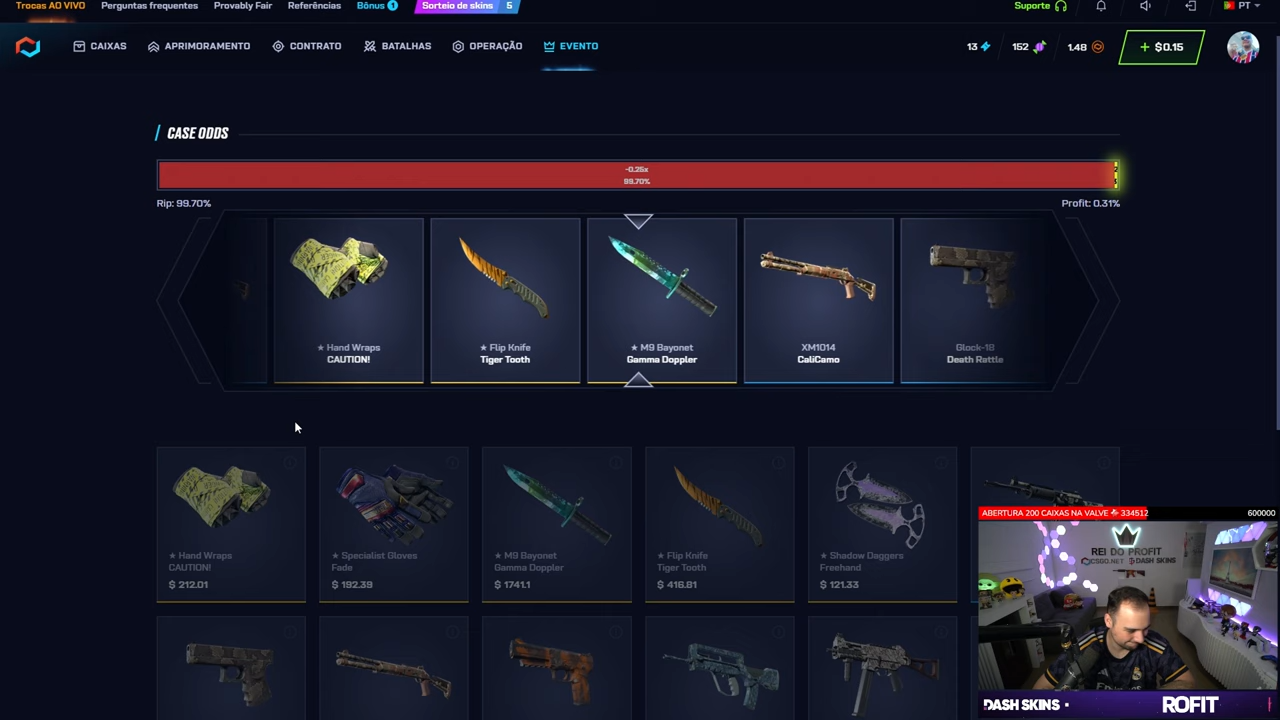 Trocas AO VIVO Perguntas frequentes Provably Fair Referências Bônus 1 Sorteio de skins 5 Suporte PT
CAIXAS APRIMORAMENTO CONTRATO BATALHAS OPERAÇÃO EVENTO 13 152 1.48 + $0.15
CASE ODDS
-0.25x
99.70%
Rip: 99.70% Profit: 0.31%
★ Hand Wraps ★ Flip Knife ★ M9 Bayonet XM1014 Glock-18
CAUTION! Tiger Tooth Gamma Doppler CaliCamo Death Rattle
ABERTURA 200 CAIXAS NA VALVE 334512 600000
REI DO PROFIT
CSGO.NET DASH SKINS
★ Hand Wraps ★ Specialist Gloves ★ M9 Bayonet ★ Flip Knife ★ Shadow Daggers
CAUTION! Fade Gamma Doppler Tiger Tooth Freehand
$ 212.01 $ 192.39 $ 1741.1 $ 416.81 $ 121.33
DASH SKINS • ROFIT